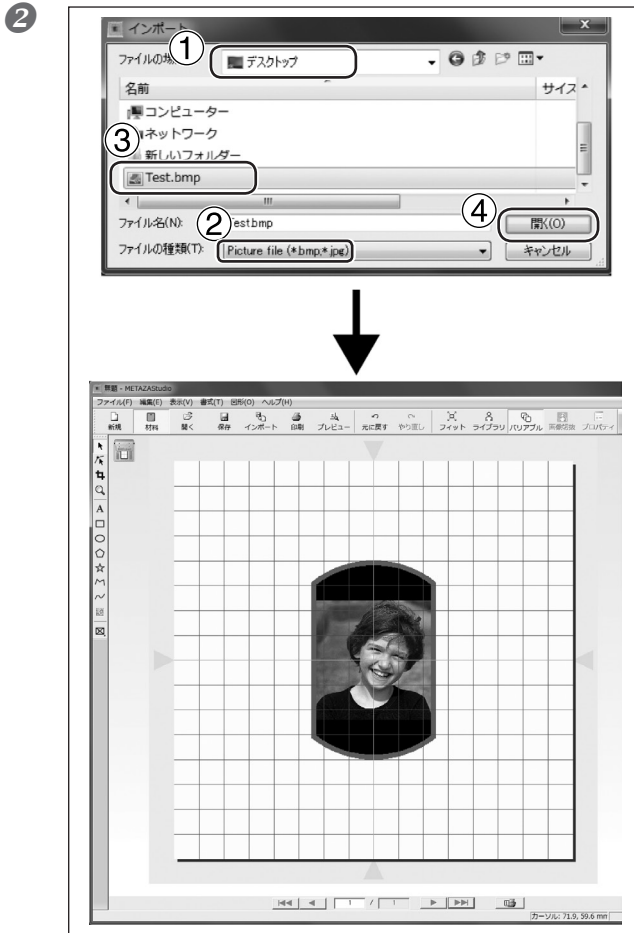 2
インポート
①
ファイルの場
デスクトップ
名前
サイズ
コンピューター
③
ネットワーク
新しいフォルダー
Test.bmp
④
ファイル名(N):
②
estbmp
開く(O)
ファイルの種類(T):
Picture file (*.bmp;*.jpg)
キャンセル
無題 - METAZAStudio
ファイル(F) 編集(E) 表示(V) 書式(T) 図形(O) ヘルプ(H)
新規 材料 開く 保存 インポート 印刷 プレビュー 元に戻す やり直し フィット ライブラリ バリアブル 画像切抜 プロパティ
A
1 / 1
カーソル: 71.9, 59.6 mm